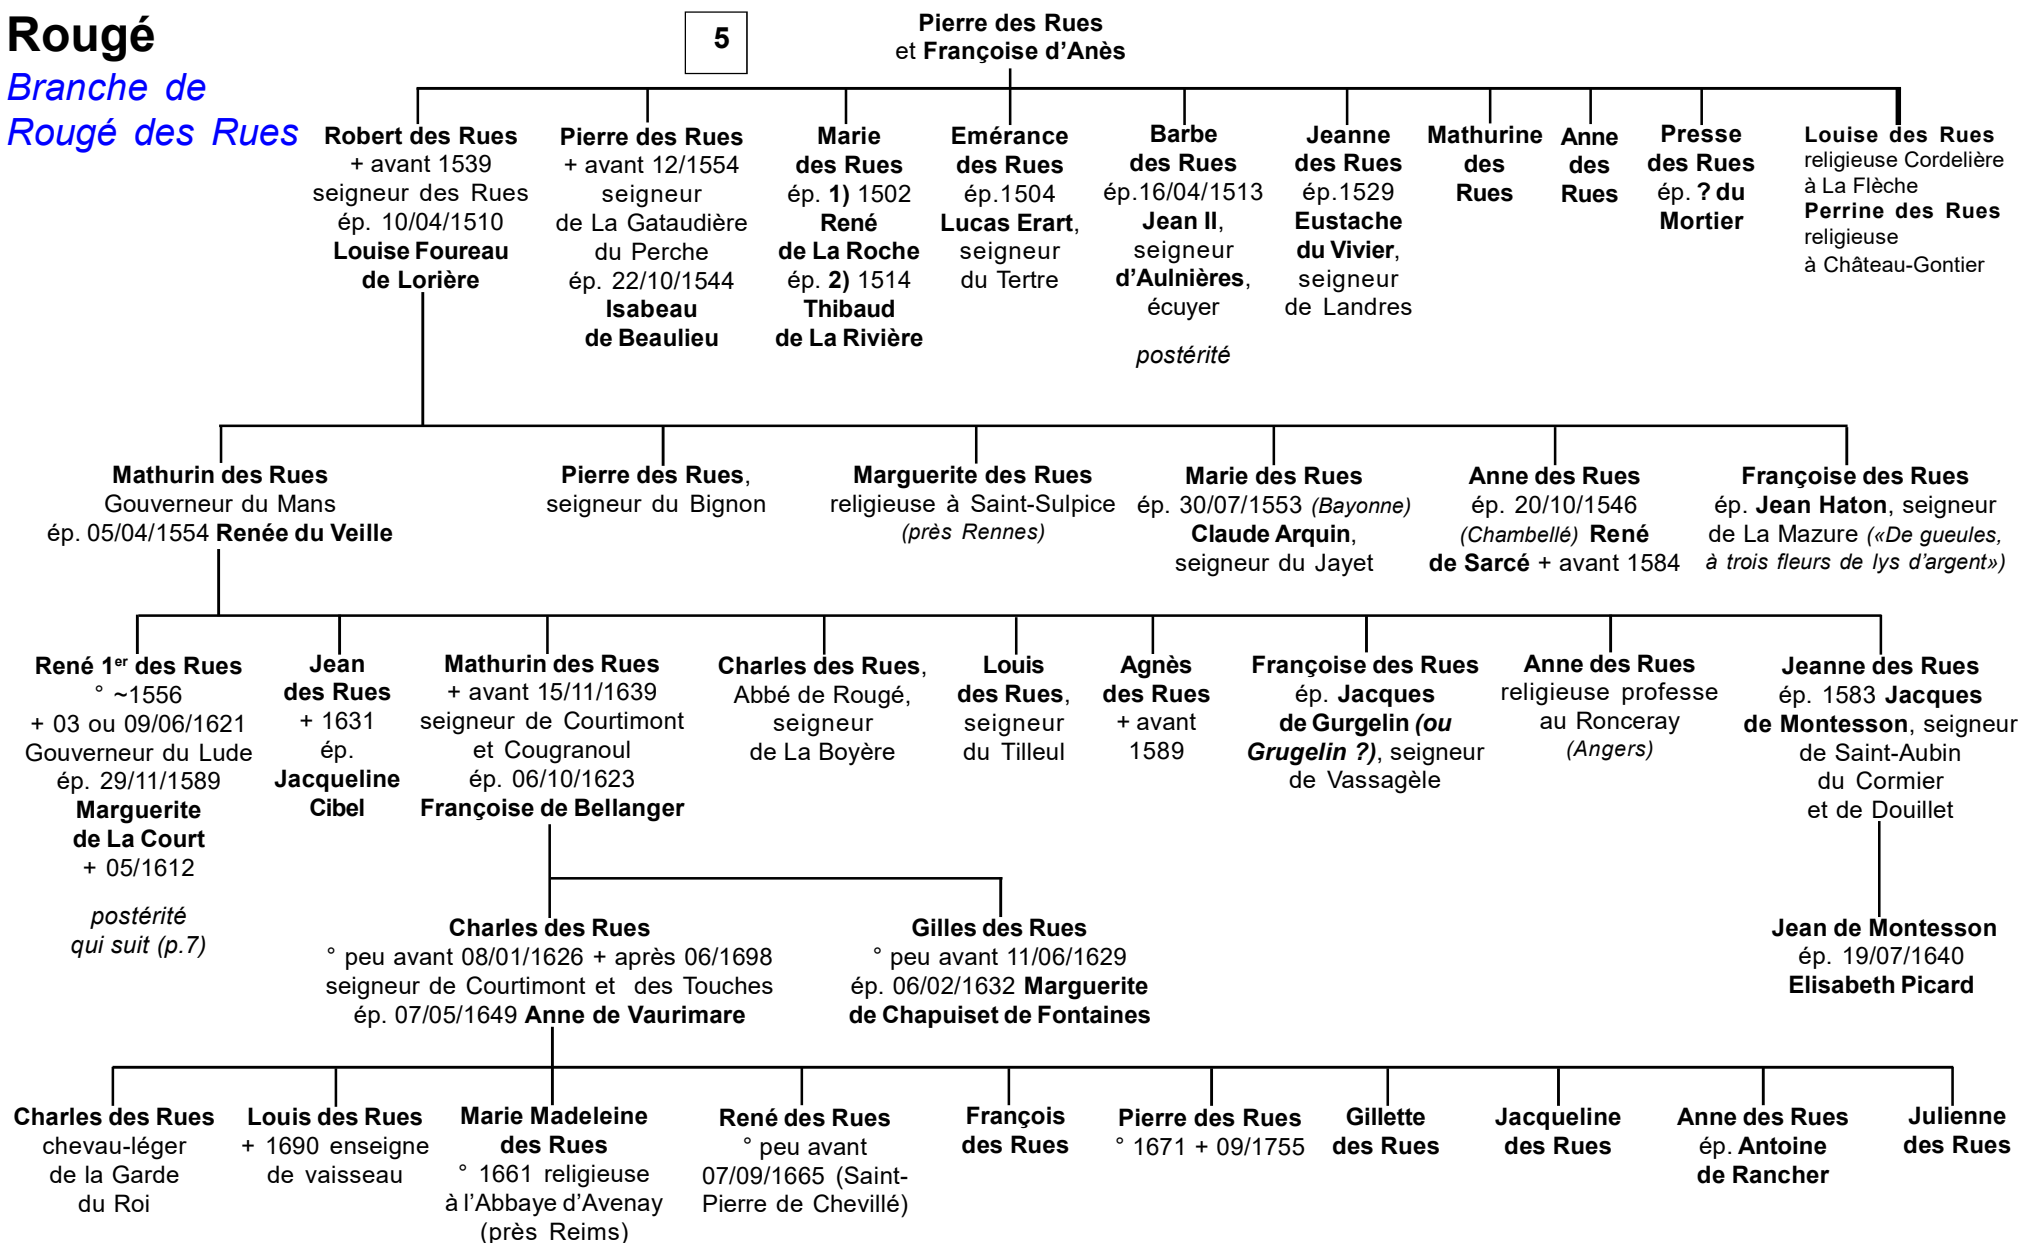 Rougé
Branche de
Rougé des Rues
5
Pierre des Rues
et Françoise d’Anès
Robert des Rues
+ avant 1539
seigneur des Rues
ép. 10/04/1510
Louise Foureau
de Lorière
Pierre des Rues
+ avant 12/1554
seigneur
de La Gataudière
du Perche
ép. 22/10/1544
Isabeau
de Beaulieu
Marie
des Rues
ép. 1) 1502
René
de La Roche
ép. 2) 1514
Thibaud
de La Rivière
Emérance
des Rues
ép.1504
Lucas Erart,
seigneur
du Tertre
Barbe
des Rues
ép.16/04/1513
Jean II,
seigneur
d’Aulnières,
écuyer
postérité
Jeanne
des Rues
ép.1529
Eustache
du Vivier,
seigneur
de Landres
Mathurine
des
Rues
Anne
des
Rues
Presse
des Rues
ép. ? du
Mortier
Louise des Rues
religieuse Cordelière
à La Flèche
Perrine des Rues
religieuse
à Château-Gontier
Mathurin des Rues
Gouverneur du Mans
ép. 05/04/1554 Renée du Veille
Pierre des Rues,
seigneur du Bignon
Marguerite des Rues
religieuse à Saint-Sulpice
(près Rennes)
Marie des Rues
ép. 30/07/1553 (Bayonne)
Claude Arquin,
seigneur du Jayet
Anne des Rues
ép. 20/10/1546
(Chambellé) René
de Sarcé + avant 1584
Françoise des Rues
ép. Jean Haton, seigneur
de La Mazure («De gueules,
à trois fleurs de lys d’argent»)
René 1er des Rues
° ~1556
+ 03 ou 09/06/1621
Gouverneur du Lude
ép. 29/11/1589
Marguerite
de La Court
+ 05/1612
postérité
qui suit (p.7)
Jean
des Rues
+ 1631
ép.
Jacqueline
Cibel
Mathurin des Rues
+ avant 15/11/1639
seigneur de Courtimont
et Cougranoul
ép. 06/10/1623
Françoise de Bellanger
Charles des Rues,
Abbé de Rougé,
seigneur
de La Boyère
Louis
des Rues,
seigneur
du Tilleul
Agnès
des Rues
+ avant
1589
Françoise des Rues
ép. Jacques
de Gurgelin (ou
Grugelin ?), seigneur
de Vassagèle
Anne des Rues
religieuse professe
au Ronceray
(Angers)
Jeanne des Rues
ép. 1583 Jacques
de Montesson, seigneur
de Saint-Aubin
du Cormier
et de Douillet
Charles des Rues
° peu avant 08/01/1626 + après 06/1698
seigneur de Courtimont et des Touches
ép. 07/05/1649 Anne de Vaurimare
Gilles des Rues
° peu avant 11/06/1629
ép. 06/02/1632 Marguerite
de Chapuiset de Fontaines
Jean de Montesson
ép. 19/07/1640
Elisabeth Picard
Charles des Rues
chevau-léger
de la Garde
du Roi
Louis des Rues
+ 1690 enseigne
de vaisseau
Marie Madeleine
des Rues
° 1661 religieuse
à l’Abbaye d’Avenay
(près Reims)
René des Rues
° peu avant
07/09/1665 (Saint-
Pierre de Chevillé)
François
des Rues
Pierre des Rues
° 1671 + 09/1755
Gillette
des Rues
Jacqueline
des Rues
Anne des Rues
ép. Antoine
de Rancher
Julienne
des Rues